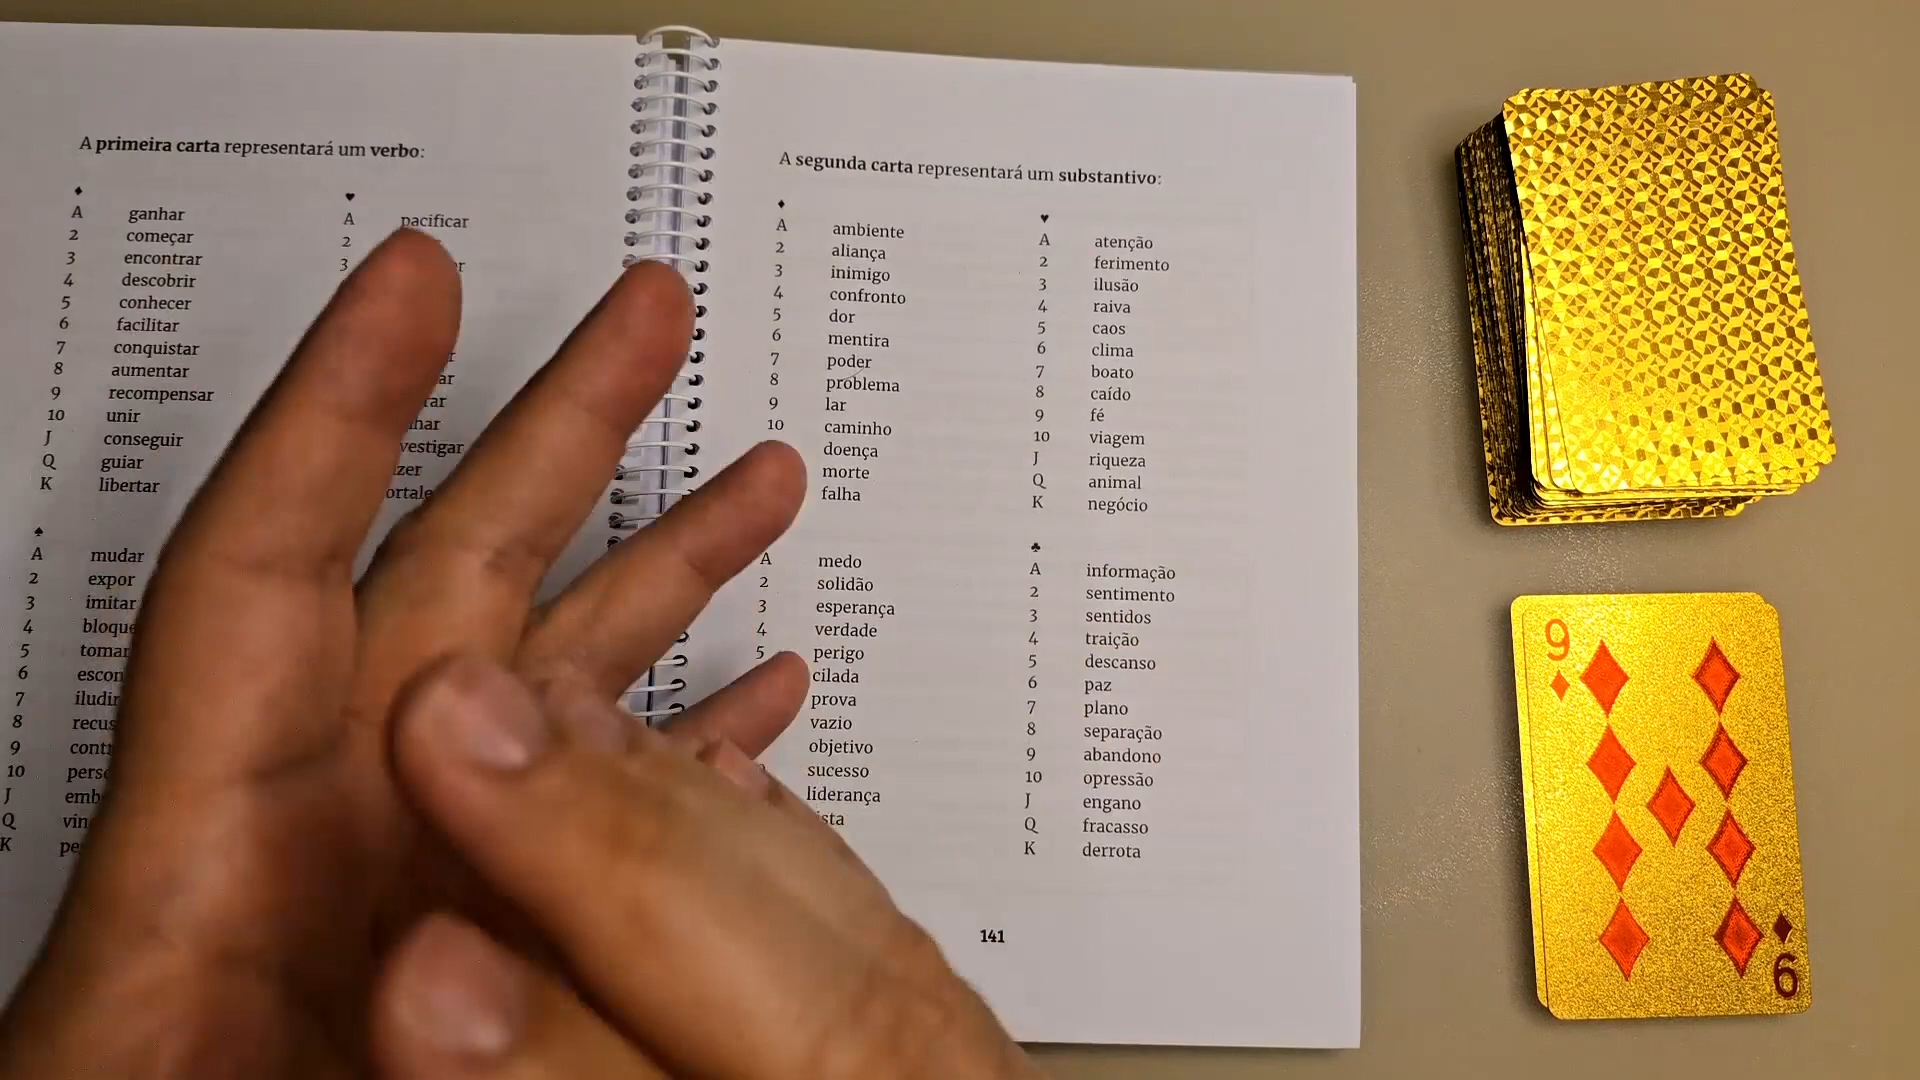 A primeira carta representará um verbo:
♦
A ganhar
2 começar
3 encontrar
4 descobrir
5 conhecer
6 facilitar
7 conquistar
8 aumentar
9 recompensar
10 unir
J conseguir
Q guiar
K libertar
♥
A pacificar
2
3
♠
A mudar
2 expor
3 imitar
4
5 tomar
6
7
8
9
10
J
Q
K
A segunda carta representará um substantivo:
♦
A ambiente
2 aliança
3 inimigo
4 confronto
5 dor
6 mentira
7 poder
8 problema
9 lar
10 caminho
doença
morte
falha
♥
A atenção
2 ferimento
3 ilusão
4 raiva
5 caos
6 clima
7 boato
8 caído
9 fé
10 viagem
J riqueza
Q animal
K negócio
A medo
2 solidão
3 esperança
4 verdade
5 perigo
cilada
prova
vazio
objetivo
sucesso
liderança
♣
A informação
2 sentimento
3 sentidos
4 traição
5 descanso
6 paz
7 plano
8 separação
9 abandono
10 opressão
J engano
Q fracasso
K derrota
141
9
♦
♦
9